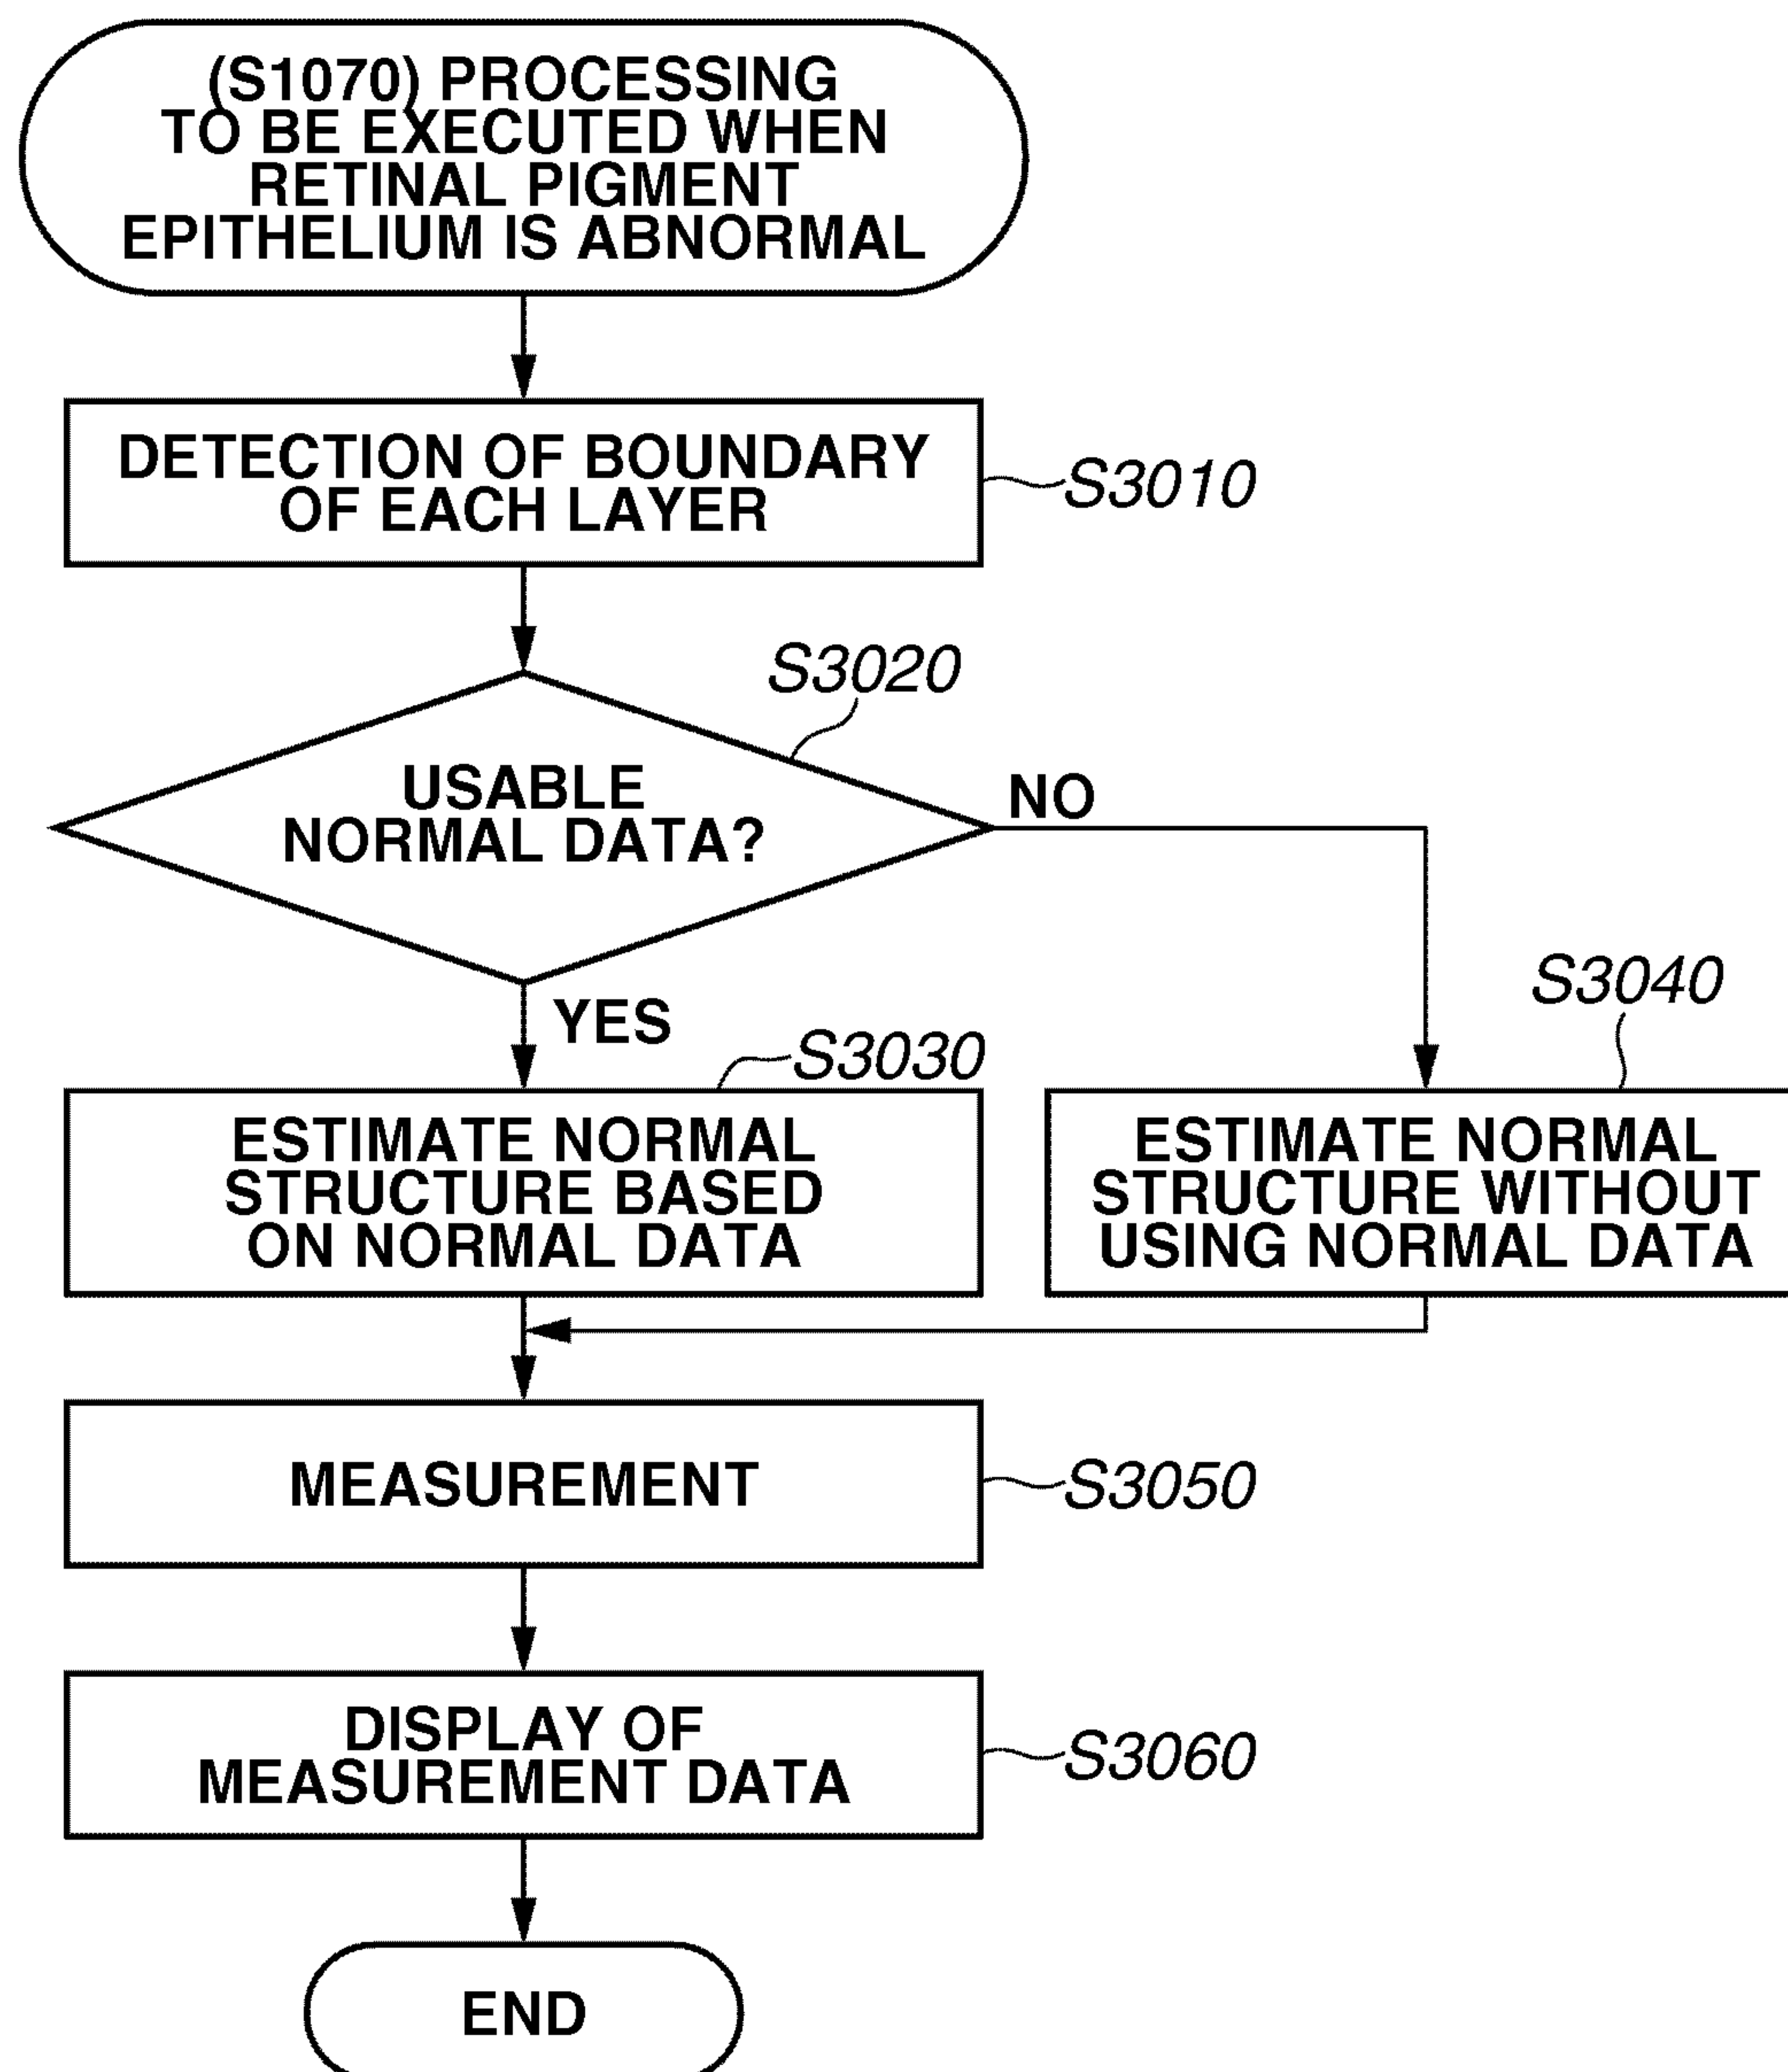 (S1070) PROCESSING
TO BE EXECUTED WHEN
RETINAL PIGMENT
EPITHELIUM IS ABNORMAL
DETECTION OF BOUNDARY
OF EACH LAYER
S3010
S3020
USABLE
NORMAL DATA?
NO
YES
S3030
S3040
ESTIMATE NORMAL
STRUCTURE BASED
ON NORMAL DATA
ESTIMATE NORMAL
STRUCTURE WITHOUT
USING NORMAL DATA
MEASUREMENT
S3050
DISPLAY OF
MEASUREMENT DATA
S3060
END